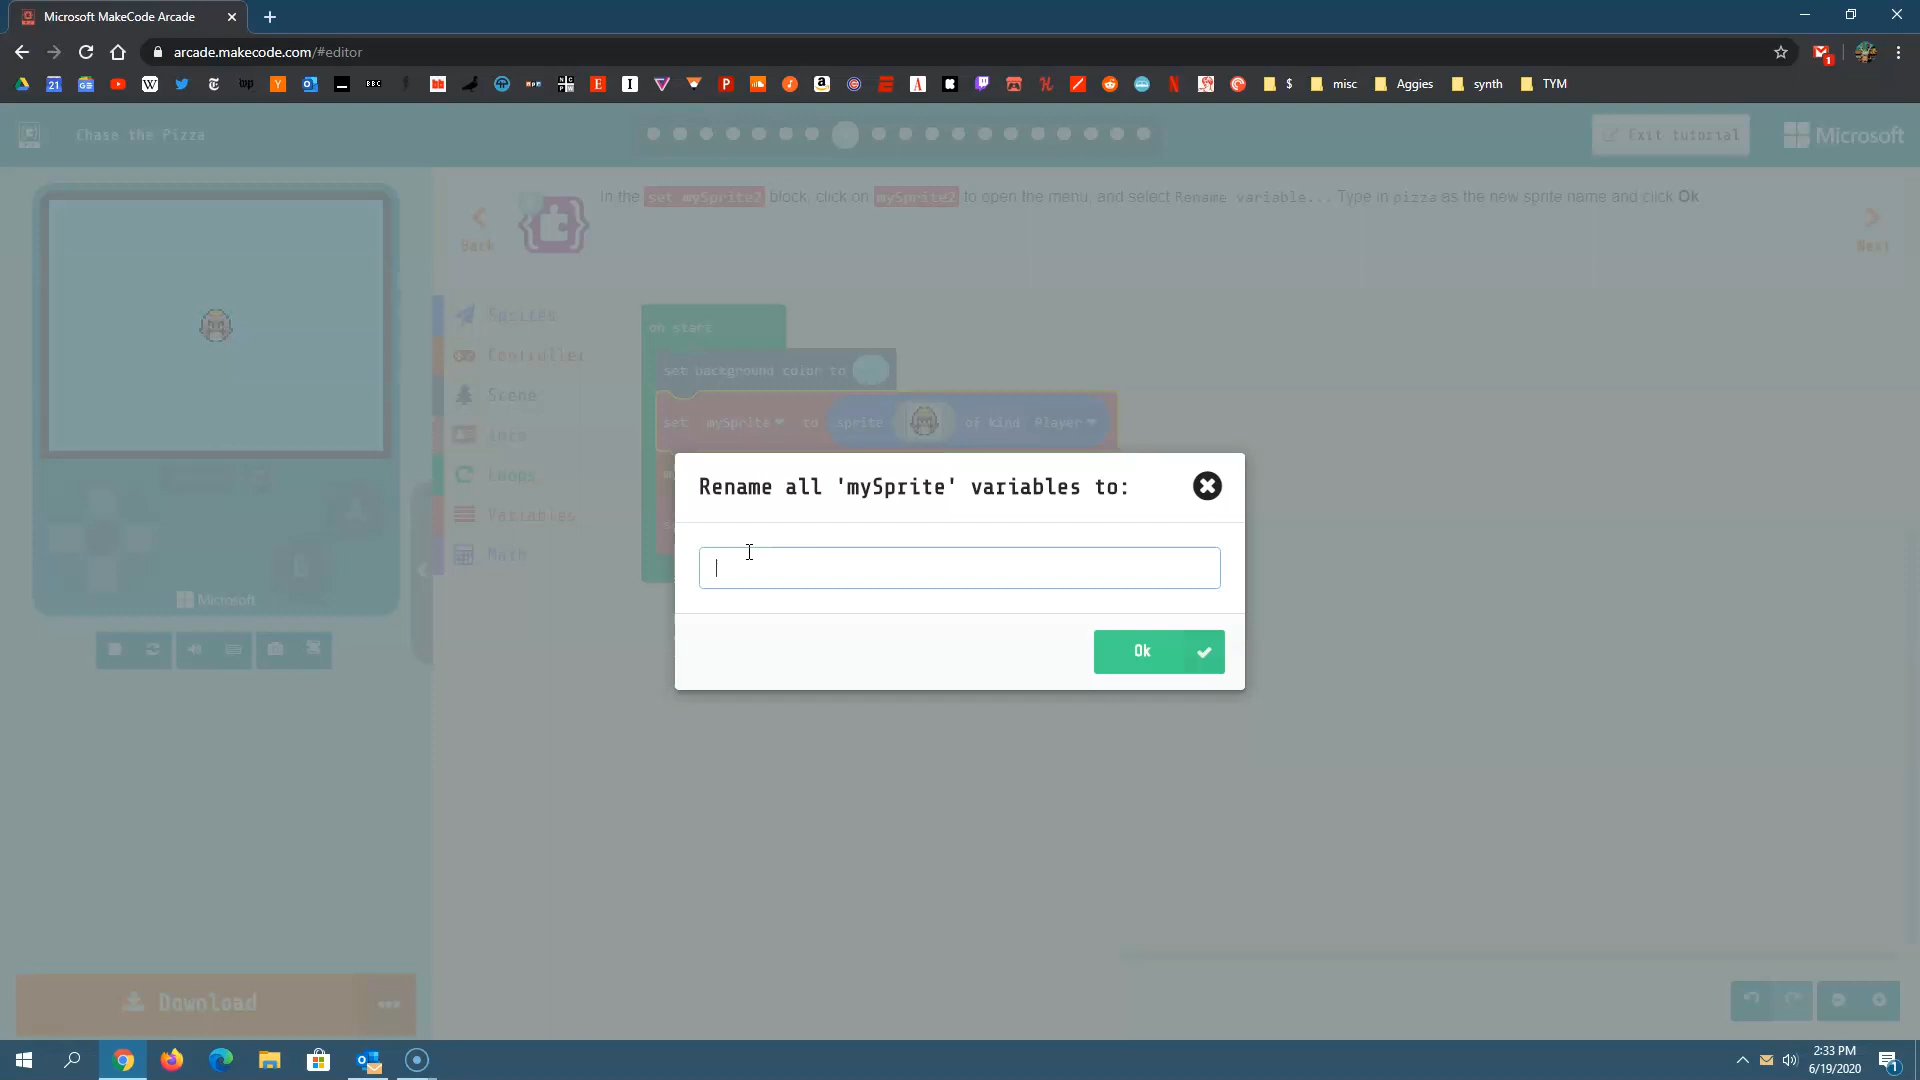 Microsoft MakeCode Arcade
arcade.makecode.com/#editor
$ misc Aggies synth TYM
Chase the Pizza
Exit tutorial
Microsoft
In the set mySprite2 block, click on mySprite2 to open the menu, and select Rename variable... Type in pizza as the new sprite name and click Ok
Back
Next
Sprites
Controller
Scene
Info
Loops
Variables
Math
on start
set background color to
set mySprite to sprite of kind Player
Rename all 'mySprite' variables to:
Ok
A
B
Microsoft
Download
2:33 PM
6/19/2020